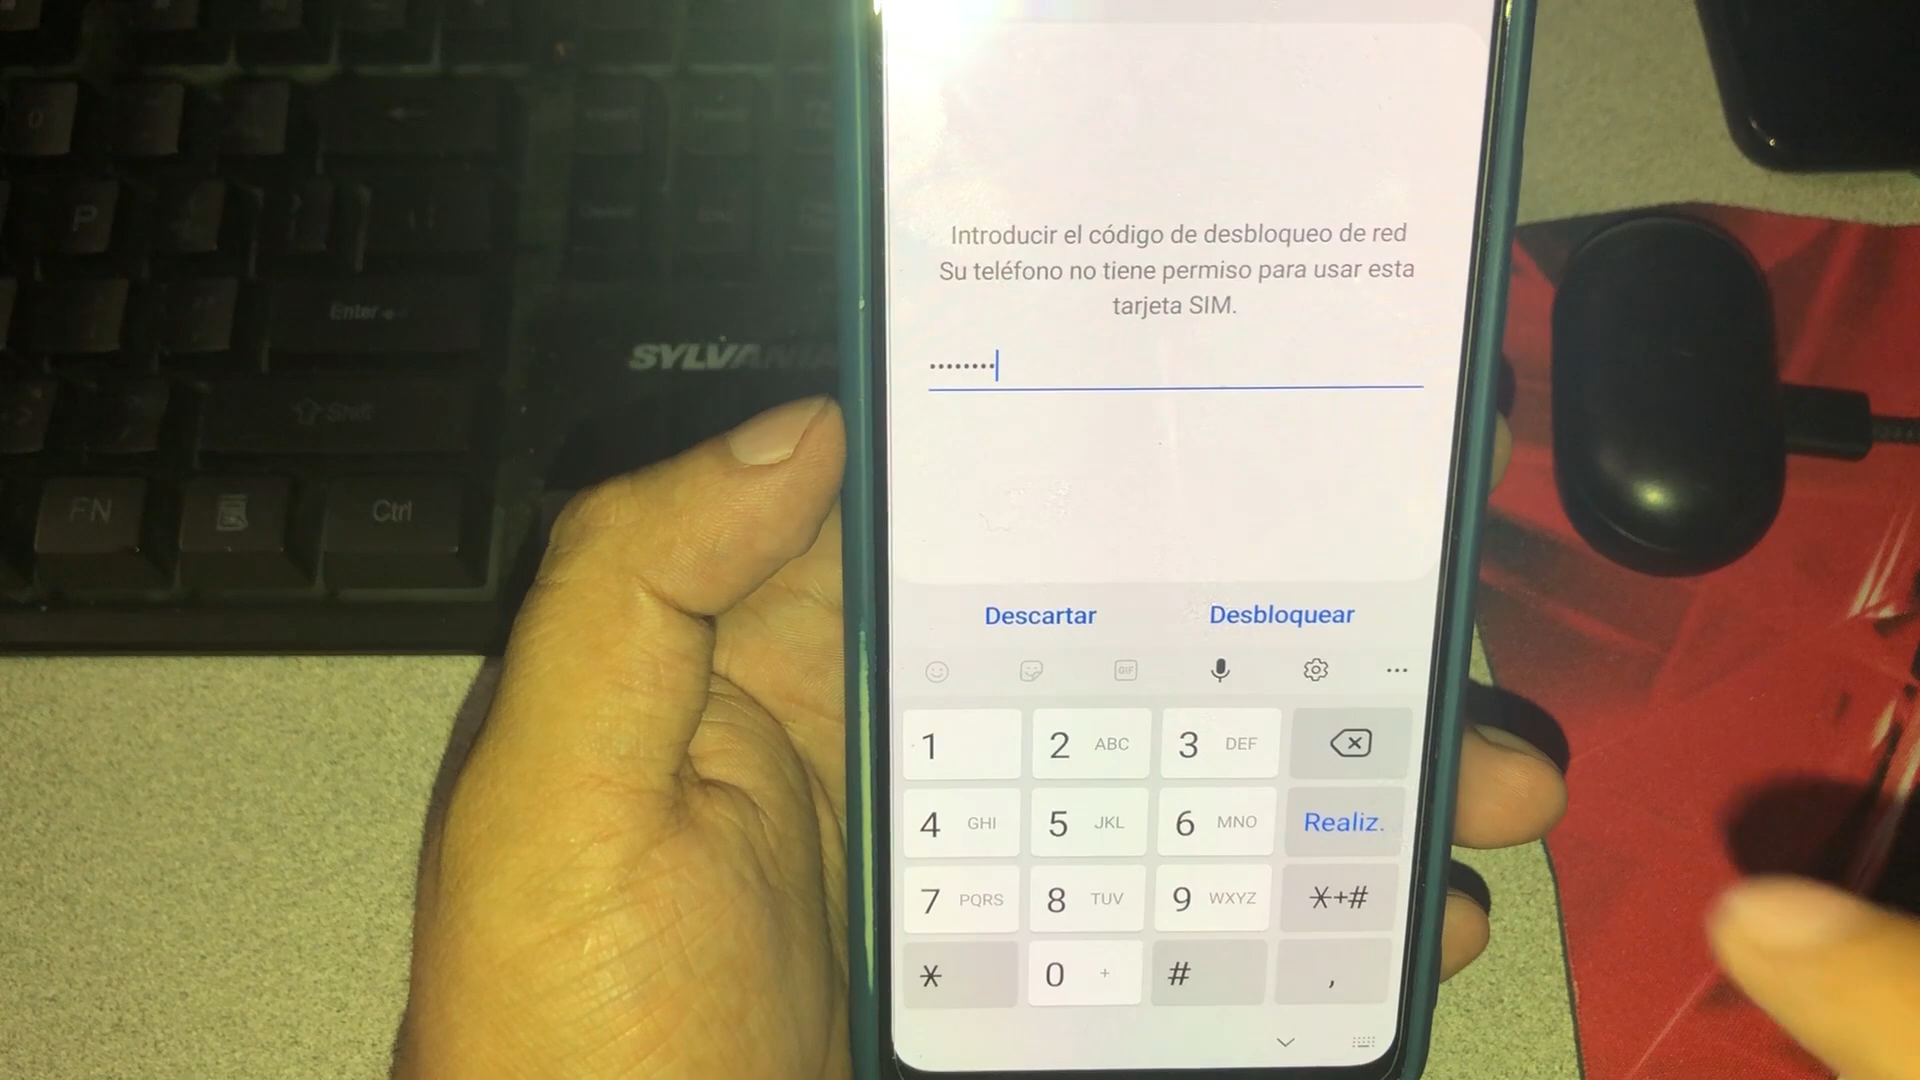 Introducir el código de desbloqueo de red
Su teléfono no tiene permiso para usar esta
tarjeta SIM.
••••••••
Descartar Desbloquear
GIF
1 2 ABC 3 DEF
4 GHI 5 JKL 6 MNO Realiz.
7 PQRS 8 TUV 9 WXYZ *+#
* 0 + # ,
P
Enter
SYLVANIA
Shift
FN Ctrl